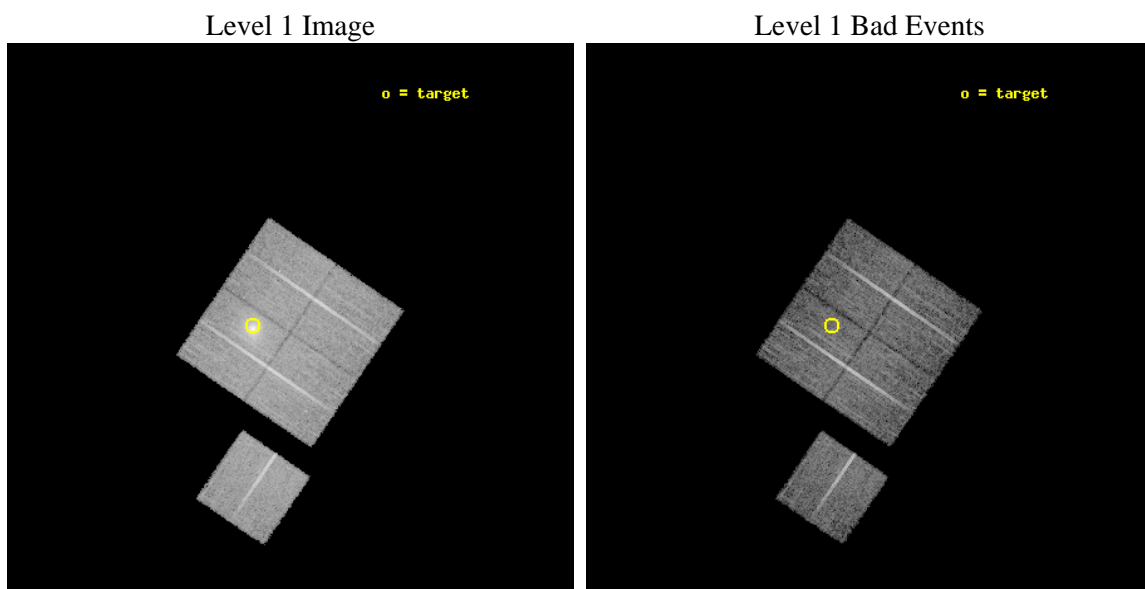 Level 1 Image
Level 1 Bad Events
o = target
o = target